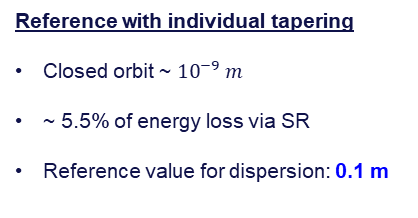 Reference with individual tapering
• Closed orbit ~ 10⁻⁹ m
• ~ 5.5% of energy loss via SR
• Reference value for dispersion: 0.1 m